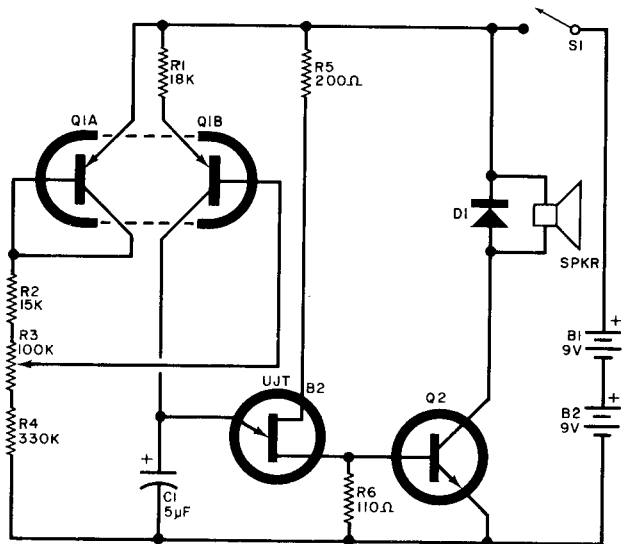 R1
18K
R5
200Ω
S1
Q1A
Q1B
D1
SPKR
R2
15K
R3
100K
R4
330K
+
B1
9V
+
B2
9V
UJT
B2
Q2
+
C1
5µF
R6
110Ω